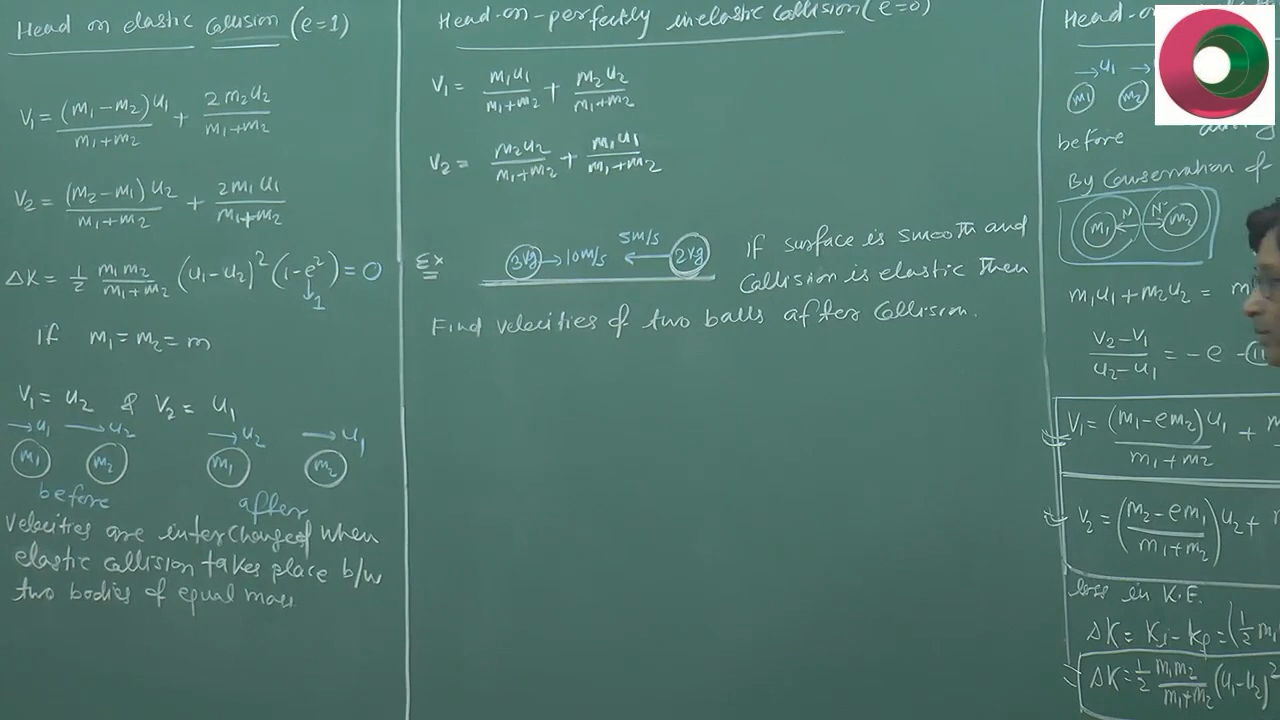 Head on elastic collision (e=1)
V₁ = (m₁-m₂)u₁/m₁+m₂ + 2m₂u₂/m₁+m₂
V₂ = (m₂-m₁)u₂/m₁+m₂ + 2m₁u₁/m₁+m₂
ΔK = 1/2 m₁m₂/m₁+m₂ (u₁-u₂)² (1-e²) = 0
1
if m₁ = m₂ = m
V₁ = u₂ & V₂ = u₁
→u₁ →u₂ →u₂ →u₁
m₁ m₂ m₁ m₂
before after
velocities are interchanged when
elastic collision takes place b/w
two bodies of equal mass
Head-on-perfectly inelastic collision (e=0)
V₁ = m₁u₁/m₁+m₂ + m₂u₂/m₁+m₂
V₂ = m₂u₂/m₁+m₂ + m₁u₁/m₁+m₂
Ex 3kg →10m/s 5m/s ← 2kg if surface is smooth and
collision is elastic then
Find velocities of two balls after collision.
Head-on
→u₁ →
m₁ m₂
before
By conservation of
m₁ N N m₂
m₁u₁+m₂u₂ =
V₂-V₁/u₂-u₁ = -e
V₁ = (m₁-em₂)u₁/m₁+m₂ +
V₂ = (m₂-em₁/m₁+m₂)u₂ +
loss in K.E.
ΔK = Ki-Kf = (1/2 m₁
ΔK = 1/2 m₁m₂/m₁+m₂ (u₁-u₂)²